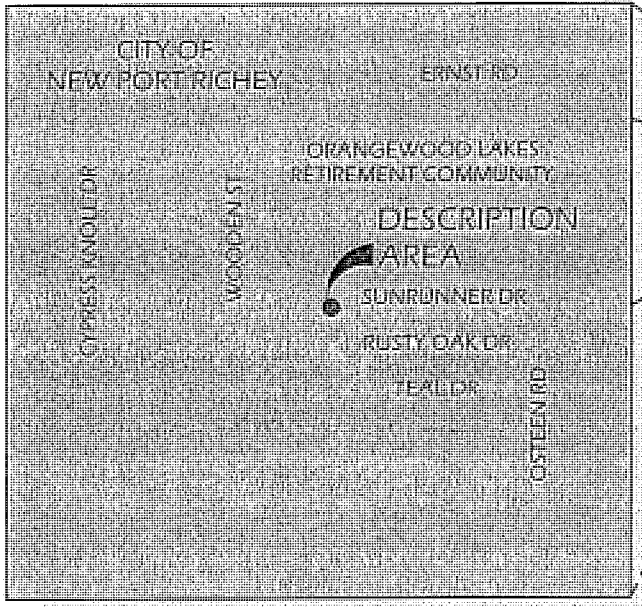 CITY OF
NEW PORT RICHEY
ERNST RD
ORANGEWOOD LAKES
RETIREMENT COMMUNITY
CYPRESS KNOLL DR
WOODEN ST
DESCRIPTION
AREA
SUNRUNNER DR
RUSTY OAK DR
TEAL DR
OSTEEN RD